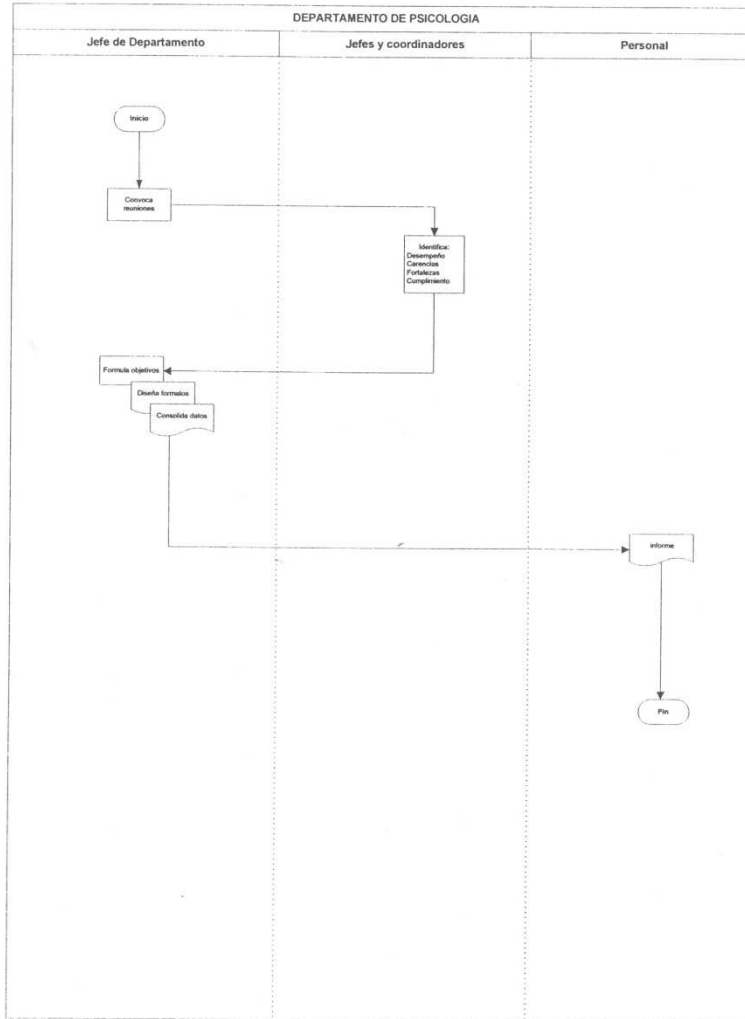 DEPARTAMENTO DE PSICOLOGIA
Jefe de Departamento
Jefes y coordinadores
Personal
Inicio
Convoca
reuniones
Identifica:
Desempeño
Carencias
Fortalezas
Cumplimiento
Formula objetivos
Diseña formatos
Consolida datos
informe
Fin